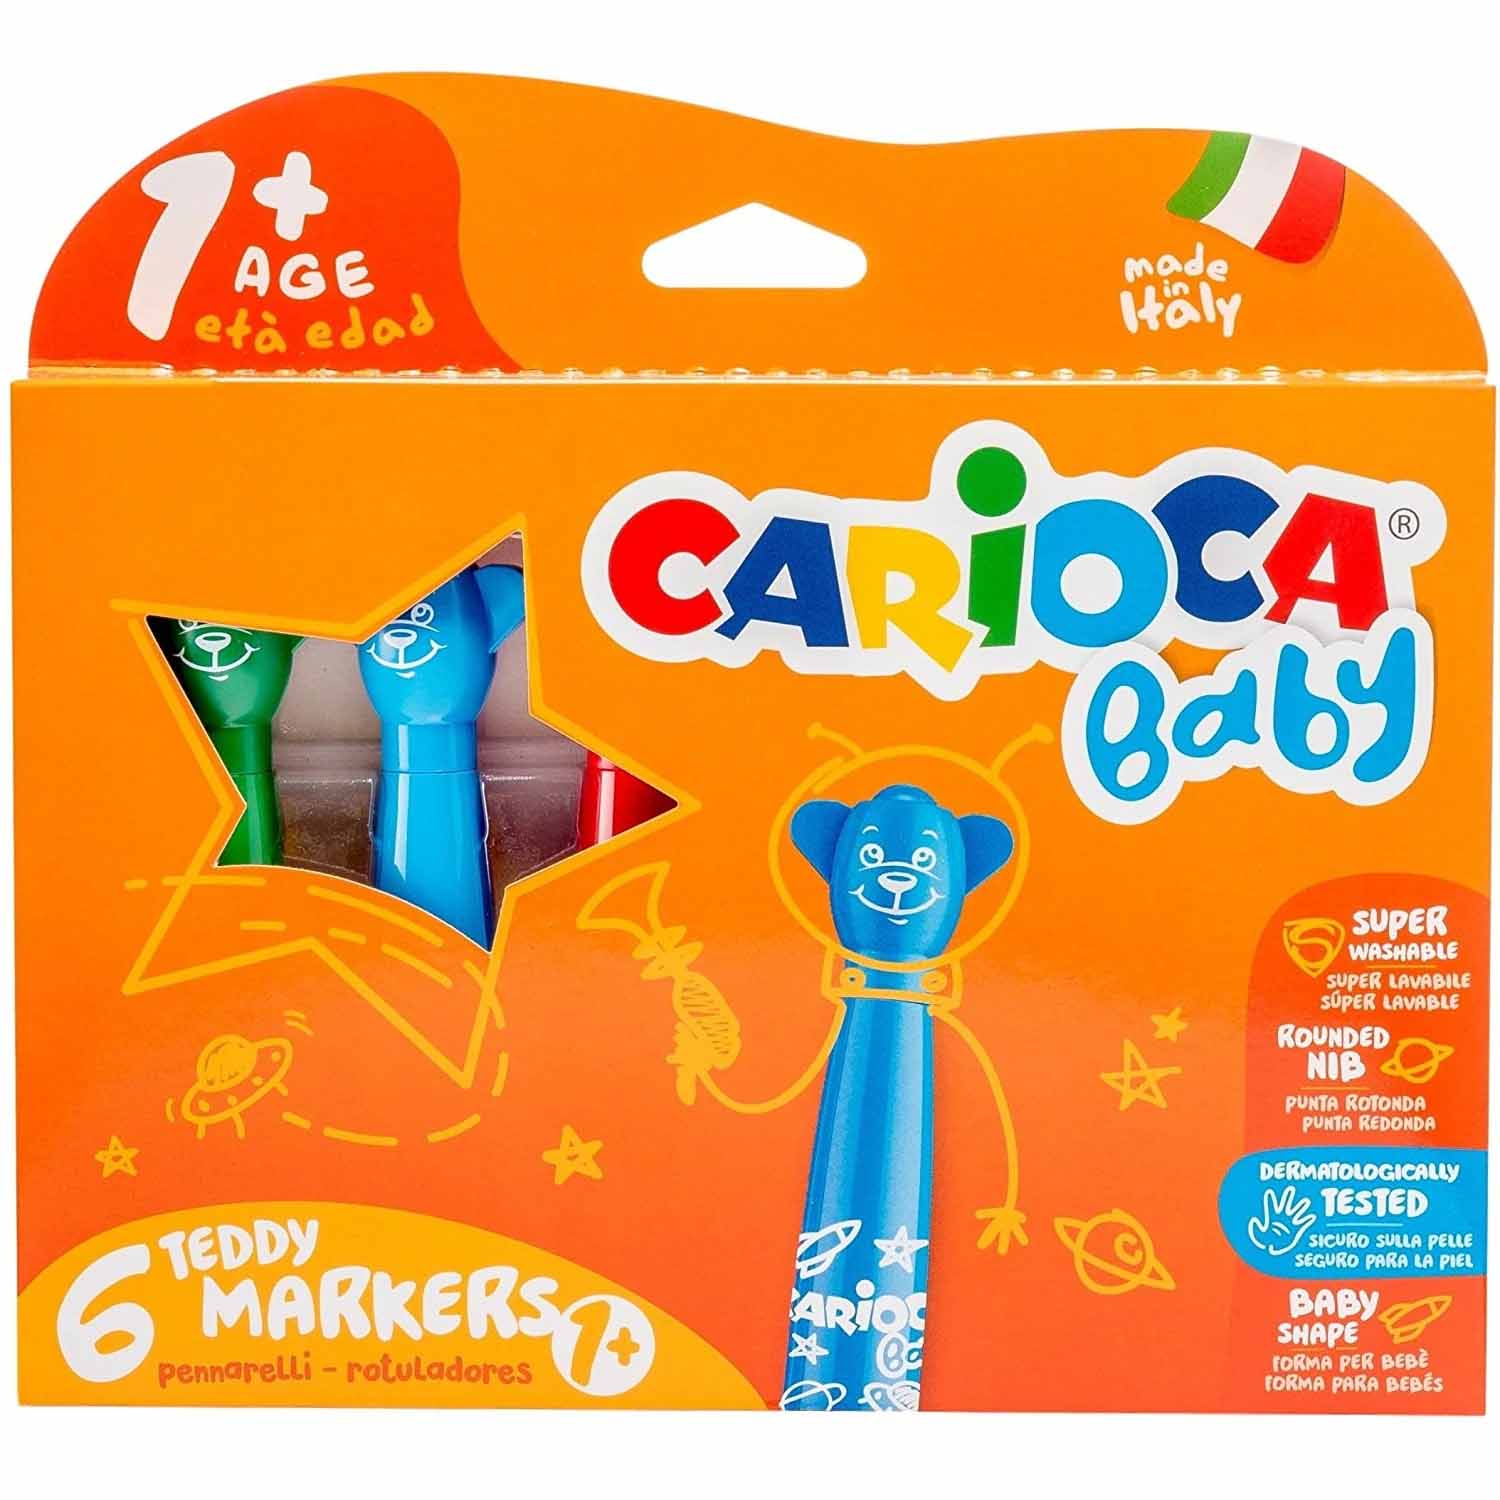 1+
AGE
età edad
made
in
Italy
CARiOCA®
Baby
SUPER
WASHABLE
SUPER LAVABILE
SÚPER LAVABLE
ROUNDED
NIB
PUNTA ROTONDA
PUNTA REDONDA
DERMATOLOGICALLY
TESTED
SICURO SULLA PELLE
SEGURO PARA LA PIEL
BABY
SHAPE
FORMA PER BEBÈ
FORMA PARA BEBÉS
CARIOC
Ba
6 TEDDY
MARKERS 1+
pennarelli - rotuladores